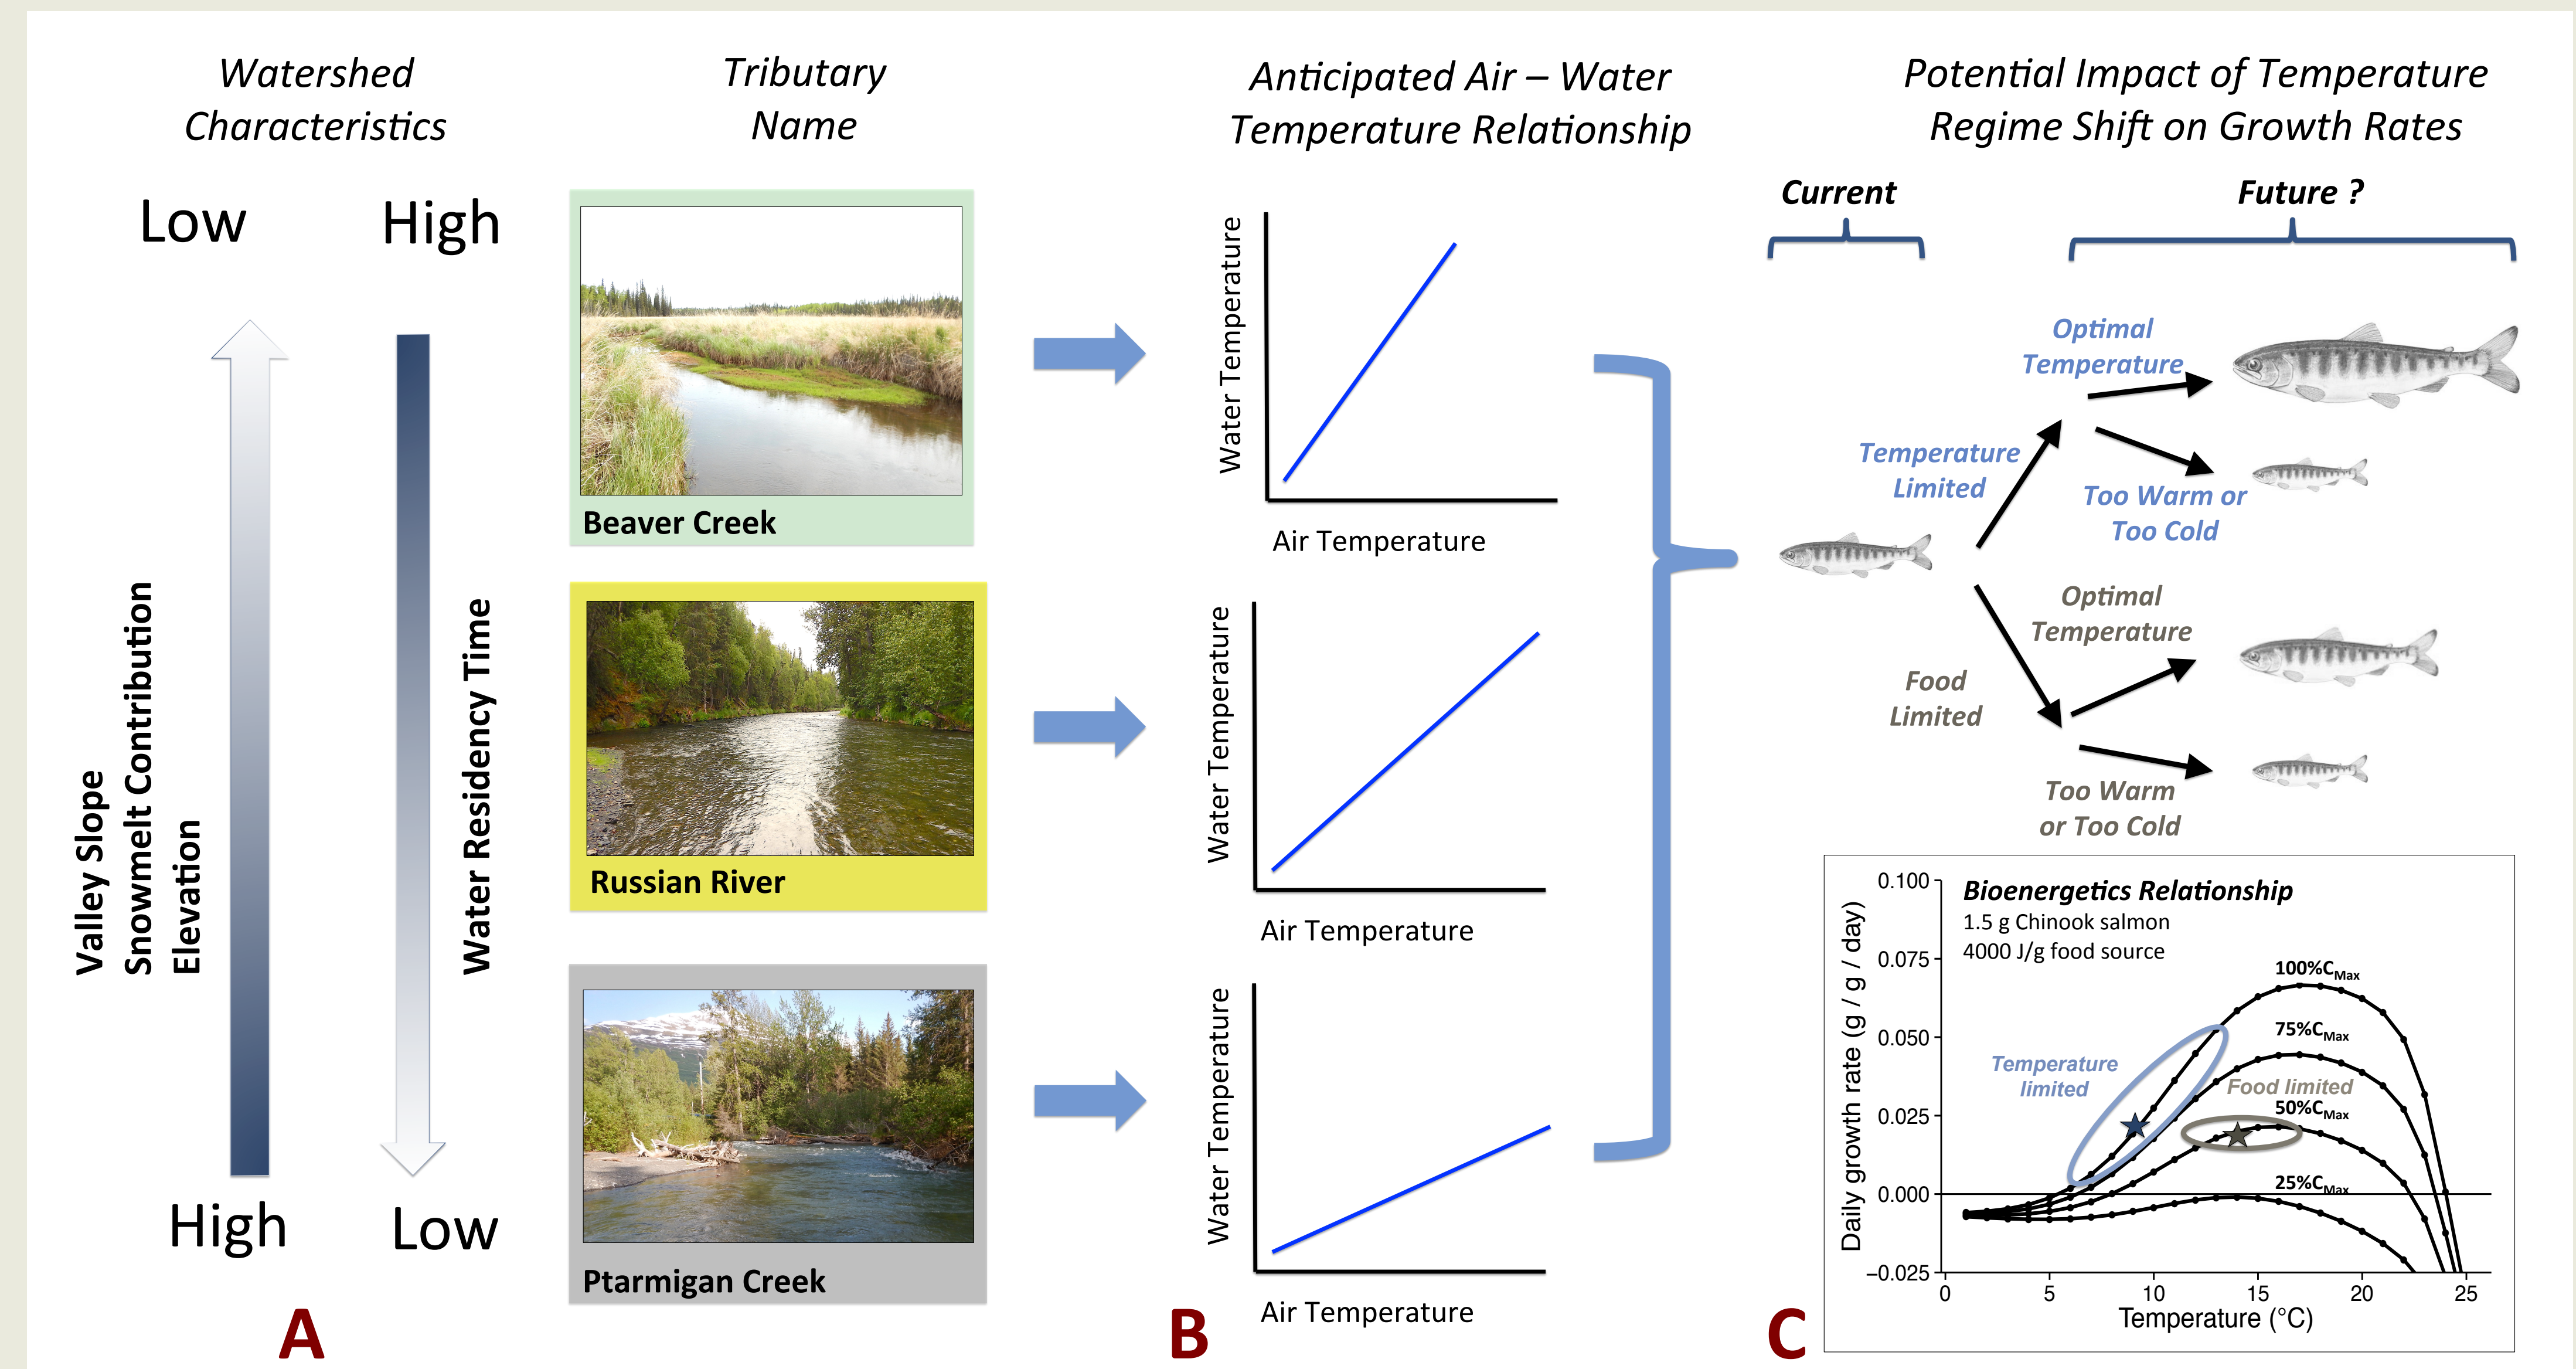 Watershed
Characteristics
Tributary
Name
Anticipated Air – Water
Temperature Relationship
Potential Impact of Temperature
Regime Shift on Growth Rates
Low
High
Valley Slope
Snowmelt Contribution
Elevation
Water Residency Time
High
Low
A
Beaver Creek
Russian River
Ptarmigan Creek
Water Temperature
Air Temperature
Water Temperature
Air Temperature
Water Temperature
Air Temperature
B
Current
Future ?
Optimal
Temperature
Temperature
Limited
Too Warm or
Too Cold
Optimal
Temperature
Food
Limited
Too Warm
or Too Cold
Bioenergetics Relationship
1.5 g Chinook salmon
4000 J/g food source
Daily growth rate (g / g / day)
0.100
0.075
0.050
0.025
0.000
−0.025
100%CMax
75%CMax
Temperature
limited
Food limited
50%CMax
25%CMax
0
5
10
15
20
25
Temperature (°C)
C